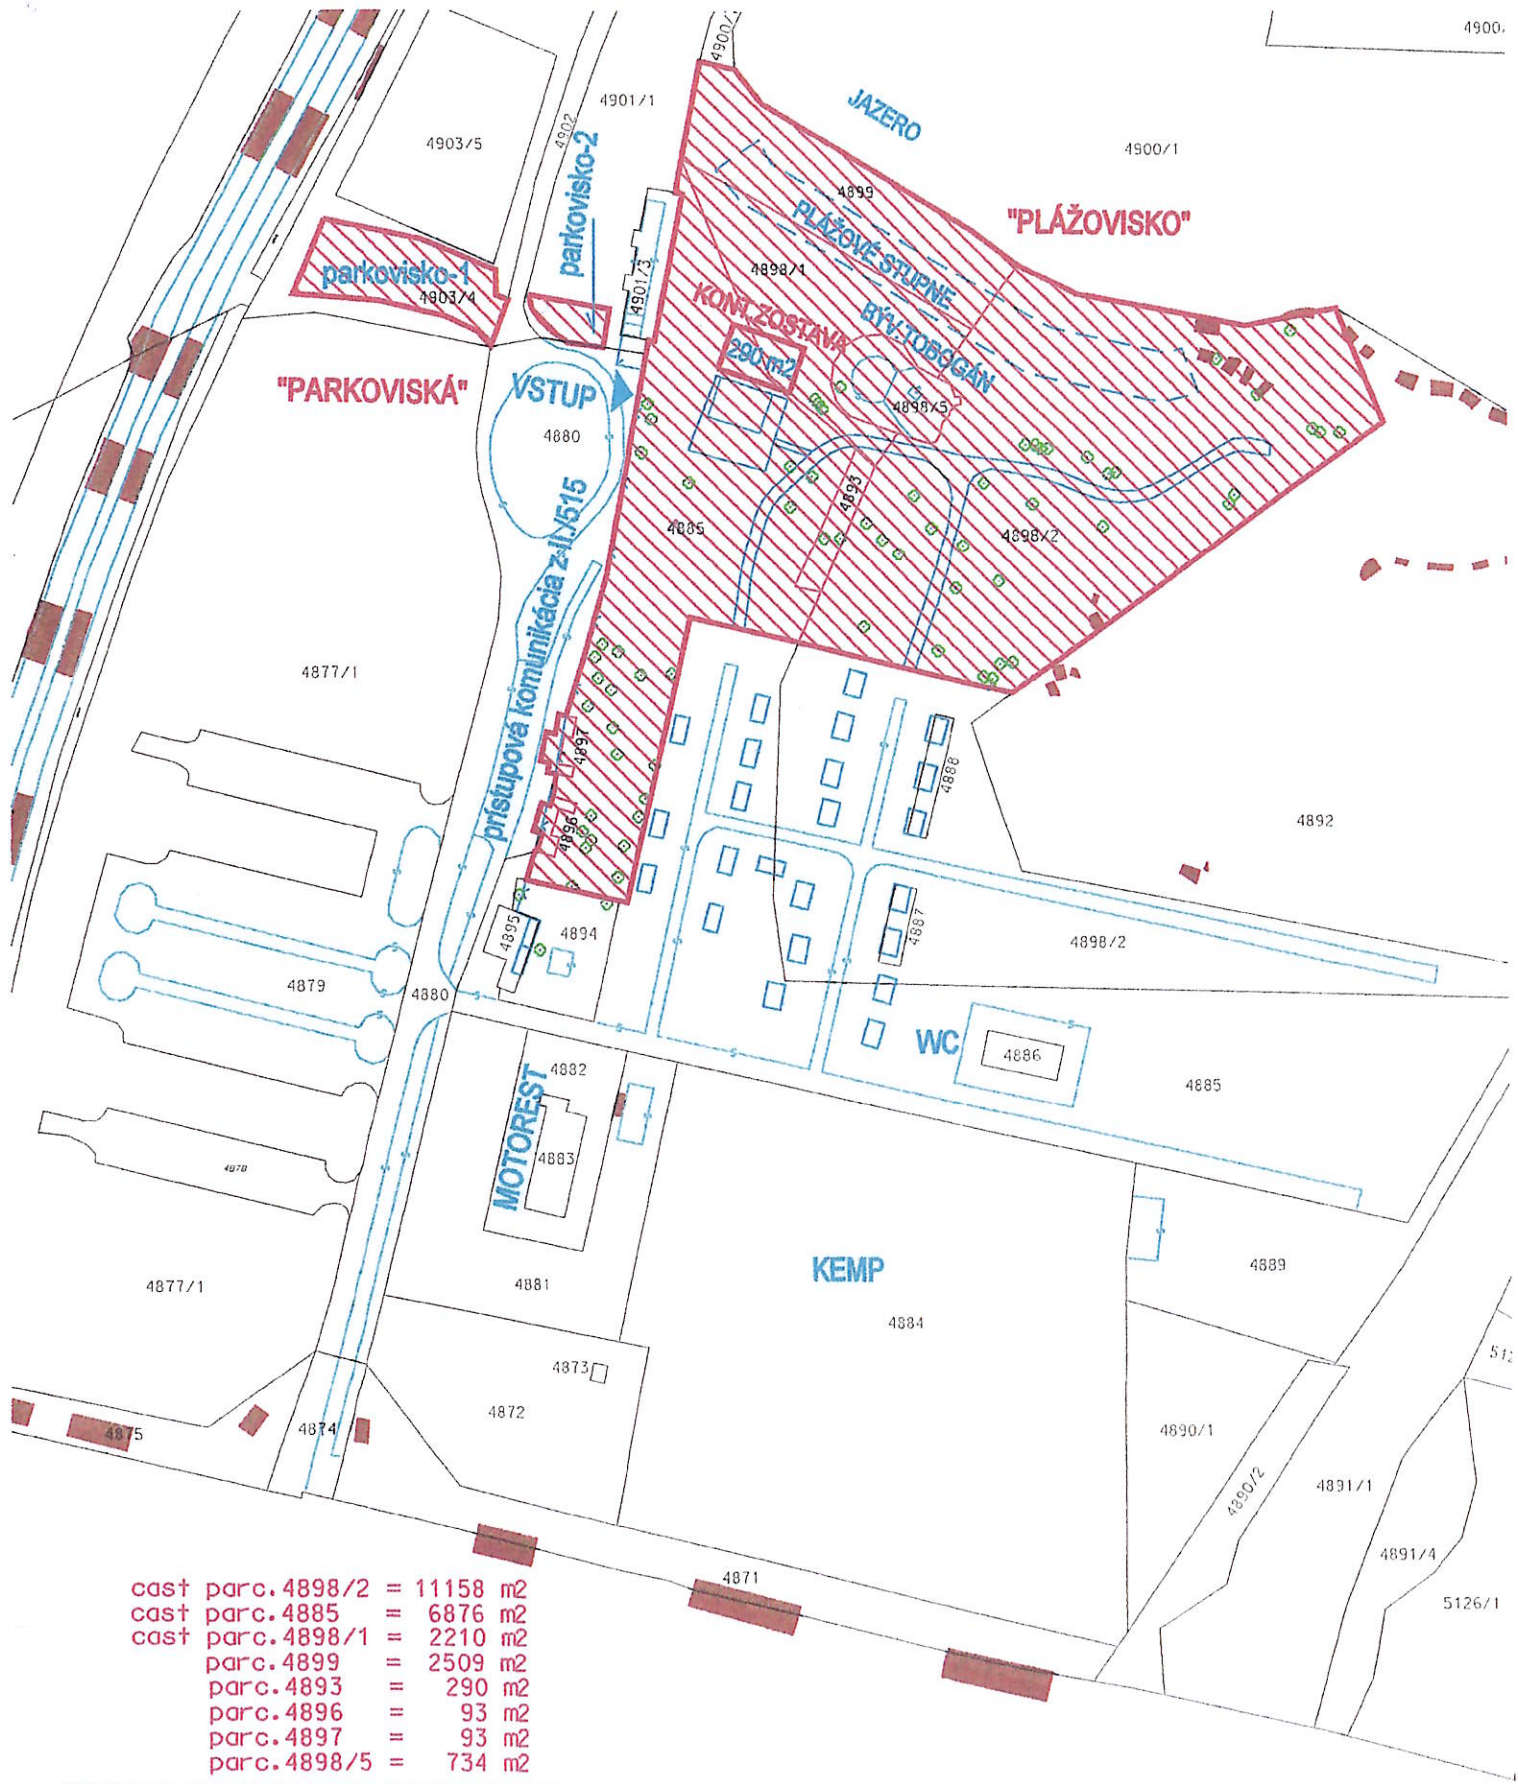 4900/
4900
4901/1
4902
4903/5
JAZERO
4900/1
parkovisko-2
4899
"PLÁŽOVISKO"
PLÁŽOVÉ STUPNE
4898/1
parkovisko-1
4903/4
4901/3
KONT.ZOSTAVA
BÝV.TOBOGÁN
290 m2
"PARKOVISKÁ"
VSTUP
4880
4898/5
4893
4885
4898/2
prístupová komunikácia z II./515
4877/1
4897
4888
4896
4892
4887
4895
4894
4898/2
4879
4880
WC
4886
4885
4882
MOTOREST
4883
4878
KEMP
4889
4877/1
4881
4884
4873
512
4872
4875
4874
4890/1
4890/2
4891/1
4891/4
4871
5126/1
cast parc.4898/2 = 11158 m2
cast parc.4885 = 6876 m2
cast parc.4898/1 = 2210 m2
parc.4899 = 2509 m2
parc.4893 = 290 m2
parc.4896 = 93 m2
parc.4897 = 93 m2
parc.4898/5 = 734 m2